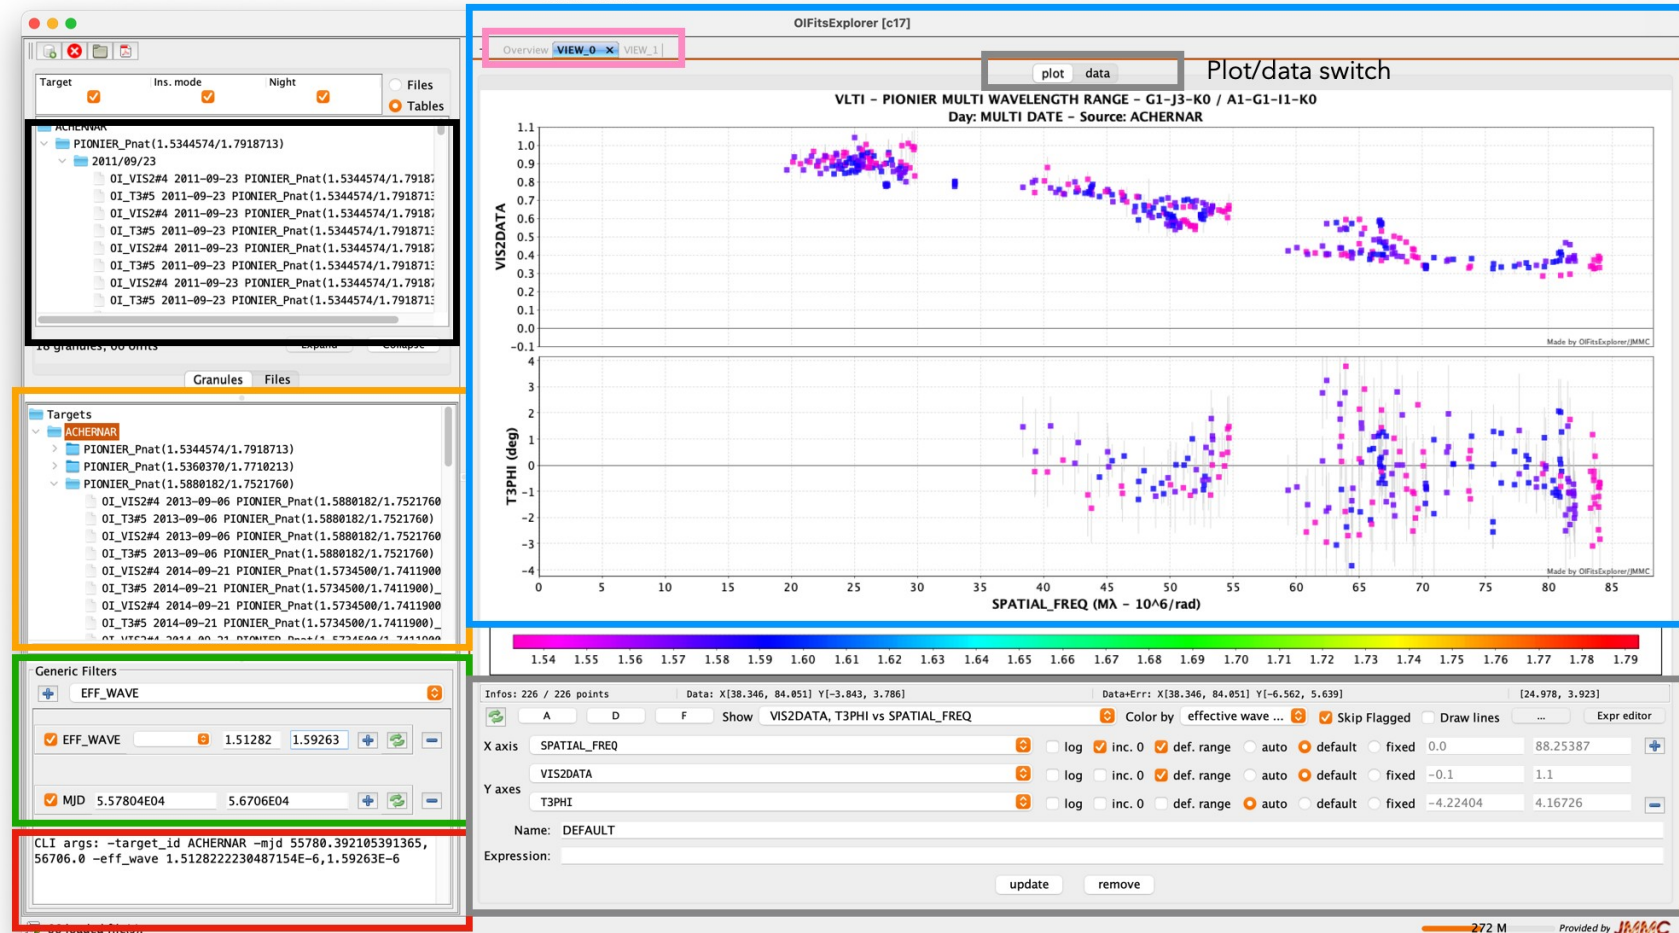 OIFitsExplorer [c17]
Overview VIEW_0 × VIEW_1
plot data
Plot/data switch
Target Ins. mode Night
Files
Tables
ACHERNAR
PIONIER_Pnat(1.5344574/1.7918713)
2011/09/23
OI_VIS2#4 2011-09-23 PIONIER_Pnat(1.5344574/1.79187
OI_T3#5 2011-09-23 PIONIER_Pnat(1.5344574/1.7918713
OI_VIS2#4 2011-09-23 PIONIER_Pnat(1.5344574/1.79187
OI_T3#5 2011-09-23 PIONIER_Pnat(1.5344574/1.7918713
OI_VIS2#4 2011-09-23 PIONIER_Pnat(1.5344574/1.79187
OI_T3#5 2011-09-23 PIONIER_Pnat(1.5344574/1.7918713
OI_VIS2#4 2011-09-23 PIONIER_Pnat(1.5344574/1.79187
OI_T3#5 2011-09-23 PIONIER_Pnat(1.5344574/1.7918713
Expand Collapse
Granules Files
Targets
ACHERNAR
PIONIER_Pnat(1.5344574/1.7918713)
PIONIER_Pnat(1.5360370/1.7710213)
PIONIER_Pnat(1.5880182/1.7521760)
OI_VIS2#4 2013-09-06 PIONIER_Pnat(1.5880182/1.7521760
OI_T3#5 2013-09-06 PIONIER_Pnat(1.5880182/1.7521760)
OI_VIS2#4 2013-09-06 PIONIER_Pnat(1.5880182/1.7521760
OI_T3#5 2013-09-06 PIONIER_Pnat(1.5880182/1.7521760)
OI_VIS2#4 2014-09-21 PIONIER_Pnat(1.5734500/1.7411900
OI_T3#5 2014-09-21 PIONIER_Pnat(1.5734500/1.7411900)_
OI_VIS2#4 2014-09-21 PIONIER_Pnat(1.5734500/1.7411900
OI_T3#5 2014-09-21 PIONIER_Pnat(1.5734500/1.7411900)_
OI_VIS2#4 2014-09-21 PIONIER_Pnat(1.5734500/1.7411900
Generic Filters
EFF_WAVE
EFF_WAVE 1.51282 1.59263
MJD 5.57804E04 5.6706E04
CLI args: -target_id ACHERNAR -mjd 55780.392105391365,
56706.0 -eff_wave 1.5128222230487154E-6,1.59263E-6
VLTI - PIONIER MULTI WAVELENGTH RANGE - G1-J3-K0 / A1-G1-I1-K0
Day: MULTI DATE - Source: ACHERNAR
VIS2DATA
1.1
1.0
0.9
0.8
0.7
0.6
0.5
0.4
0.3
0.2
0.1
0.0
-0.1
Made by OIFitsExplorer/JMMC
T3PHI (deg)
4
3
2
1
0
-1
-2
-3
-4
Made by OIFitsExplorer/JMMC
0 5 10 15 20 25 30 35 40 45 50 55 60 65 70 75 80 85
SPATIAL_FREQ (Mλ - 10^6/rad)
1.54 1.55 1.56 1.57 1.58 1.59 1.60 1.61 1.62 1.63 1.64 1.65 1.66 1.67 1.68 1.69 1.70 1.71 1.72 1.73 1.74 1.75 1.76 1.77 1.78 1.79
Infos: 226 / 226 points Data: X[38.346, 84.051] Y[-3.843, 3.786] Data+Err: X[38.346, 84.051] Y[-6.562, 5.639] [24.978, 3.923]
A D F Show VIS2DATA, T3PHI vs SPATIAL_FREQ Color by effective wave ... Skip Flagged Draw lines ... Expr editor
X axis SPATIAL_FREQ log inc. 0 def. range auto default fixed 0.0 88.25387
Y axes
VIS2DATA log inc. 0 def. range auto default fixed -0.1 1.1
T3PHI log inc. 0 def. range auto default fixed -4.22404 4.16726
Name: DEFAULT
Expression:
update remove
272 M Provided by JMMC